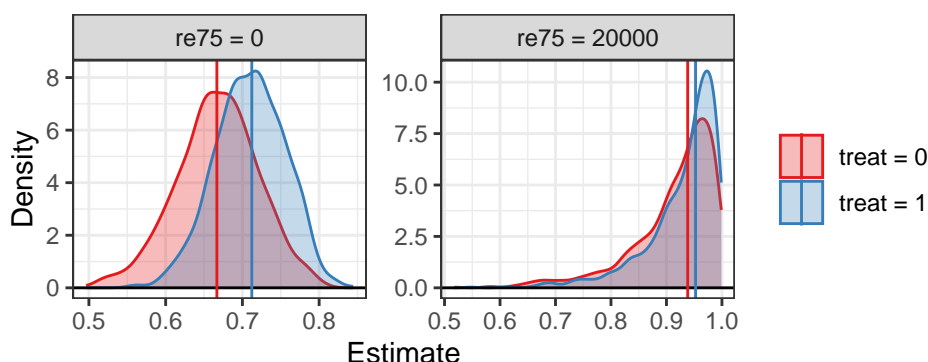 re75 = 0
re75 = 20000
Density
8
6
4
2
0
0.5 0.6 0.7 0.8
10.0
7.5
5.0
2.5
0.0
0.5 0.6 0.7 0.8 0.9 1.0
Estimate
treat = 0
treat = 1